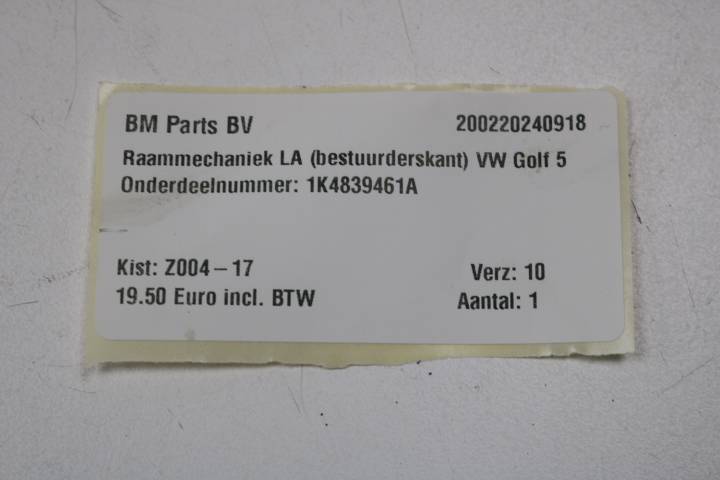 BM Parts BV 200220240918
Raammechaniek LA (bestuurderskant) VW Golf 5
Onderdeelnummer: 1K4839461A
Kist: Z004-17 Verz: 10
19.50 Euro incl. BTW Aantal: 1